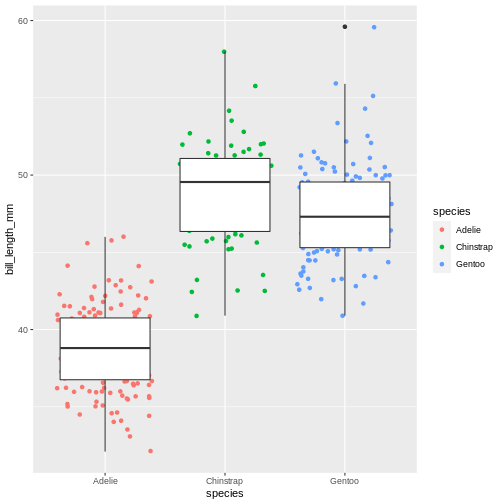 60
50
40
bill_length_mm
Adelie
Chinstrap
Gentoo
species
species
Adelie
Chinstrap
Gentoo